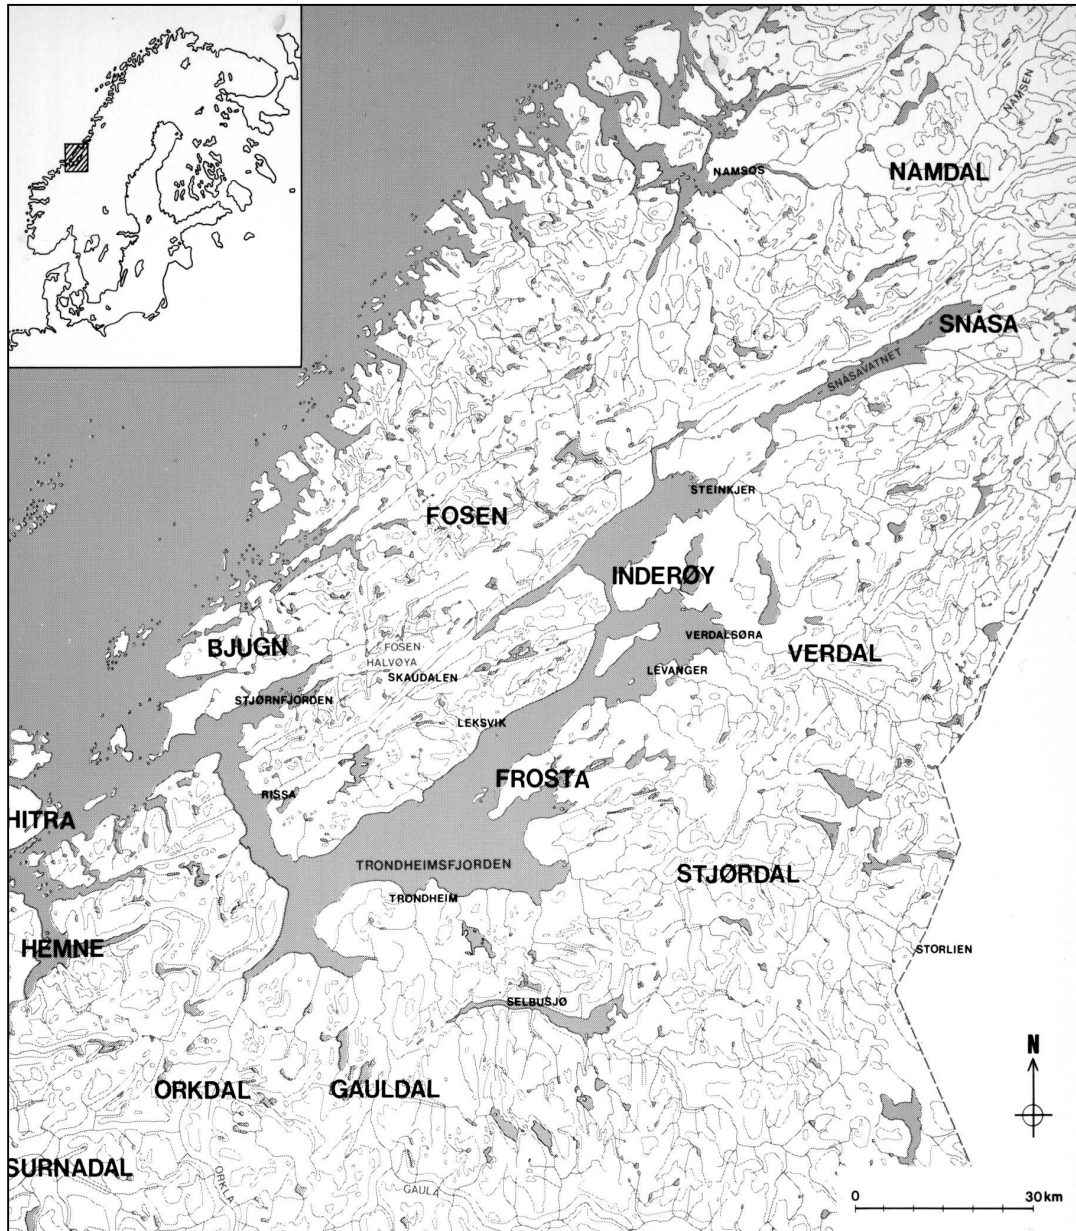 NAMSEN
NAMSOS
NAMDAL
SNÅSA
SNÅSAVATNET
STEINKJER
FOSEN
INDERØY
VERDALSØRA
BJUGN
FOSEN
HALVØYA
VERDAL
SKAUDALEN
LEVANGER
STJØRNFJORDEN
LEKSVIK
FROSTA
RISSA
HITRA
TRONDHEIMSFJORDEN
STJØRDAL
TRONDHEIM
HEMNE
STORLIEN
SELBUSJØ
N
ORKDAL
GAULDAL
SURNADAL
ORKLA
GAULA
0 30 km